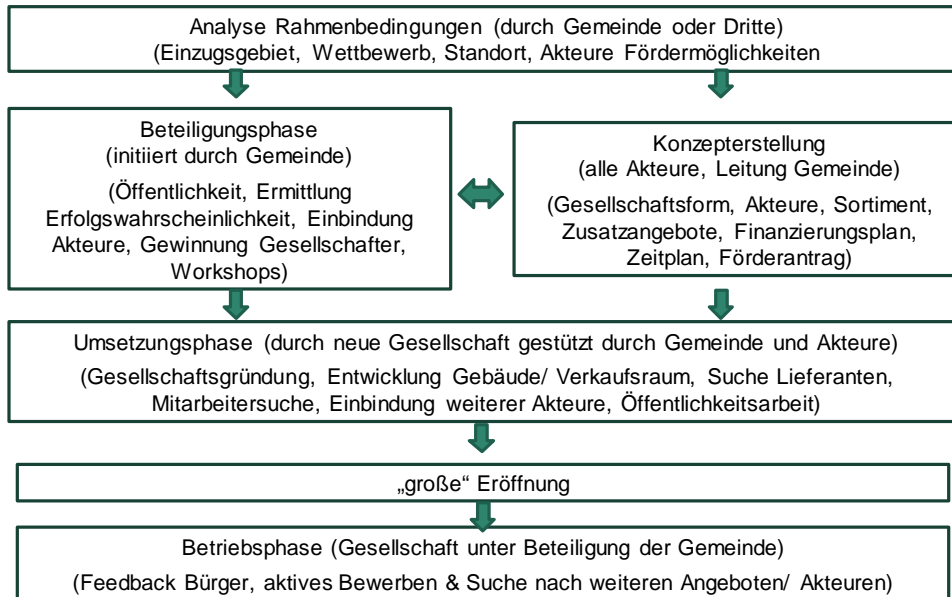 Analyse Rahmenbedingungen (durch Gemeinde oder Dritte)
(Einzugsgebiet, Wettbewerb, Standort, Akteure Fördermöglichkeiten
Beteiligungsphase
(initiiert durch Gemeinde)
(Öffentlichkeit, Ermittlung
Erfolgswahrscheinlichkeit, Einbindung
Akteure, Gewinnung Gesellschafter,
Workshops)
Konzepterstellung
(alle Akteure, Leitung Gemeinde)
(Gesellschaftsform, Akteure, Sortiment,
Zusatzangebote, Finanzierungsplan,
Zeitplan, Förderantrag)
Umsetzungsphase (durch neue Gesellschaft gestützt durch Gemeinde und Akteure)
(Gesellschaftsgründung, Entwicklung Gebäude/ Verkaufsraum, Suche Lieferanten,
Mitarbeitersuche, Einbindung weiterer Akteure, Öffentlichkeitsarbeit)
„große“ Eröffnung
Betriebsphase (Gesellschaft unter Beteiligung der Gemeinde)
(Feedback Bürger, aktives Bewerben & Suche nach weiteren Angeboten/ Akteuren)